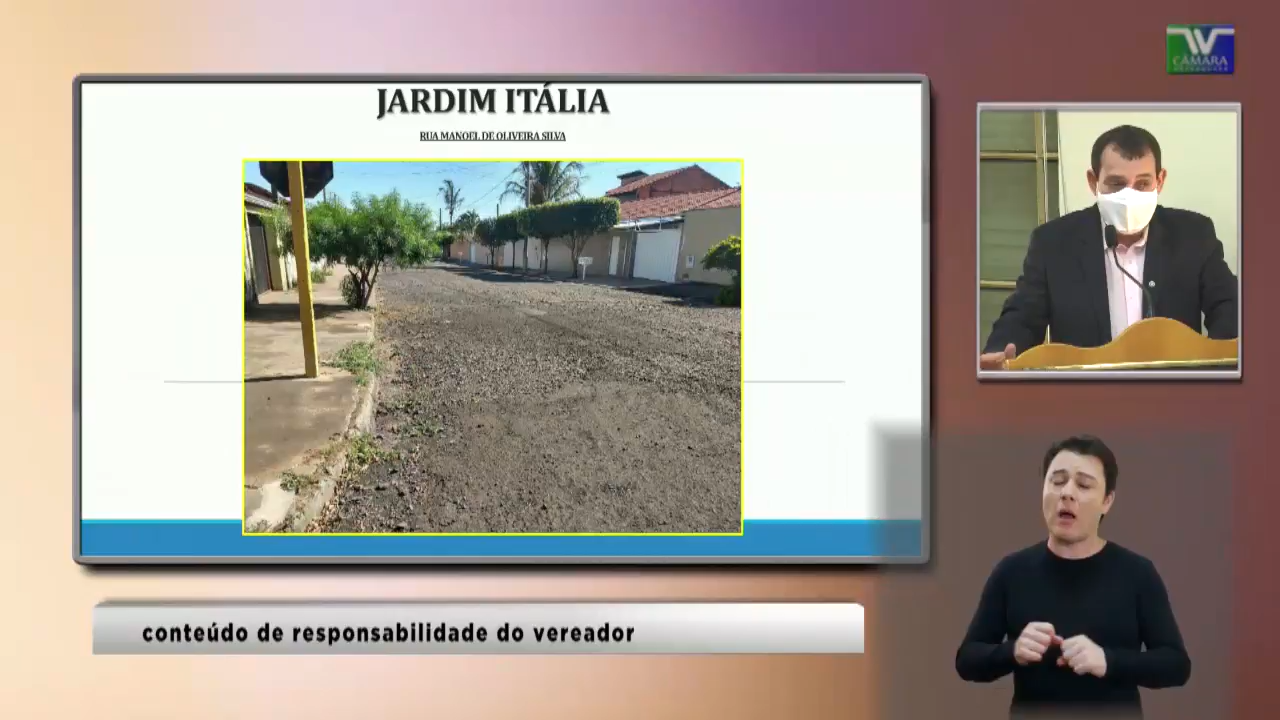 JARDIM ITÁLIA
RUA MANOEL DE OLIVEIRA SILVA
CÂMARA
conteúdo de responsabilidade do vereador